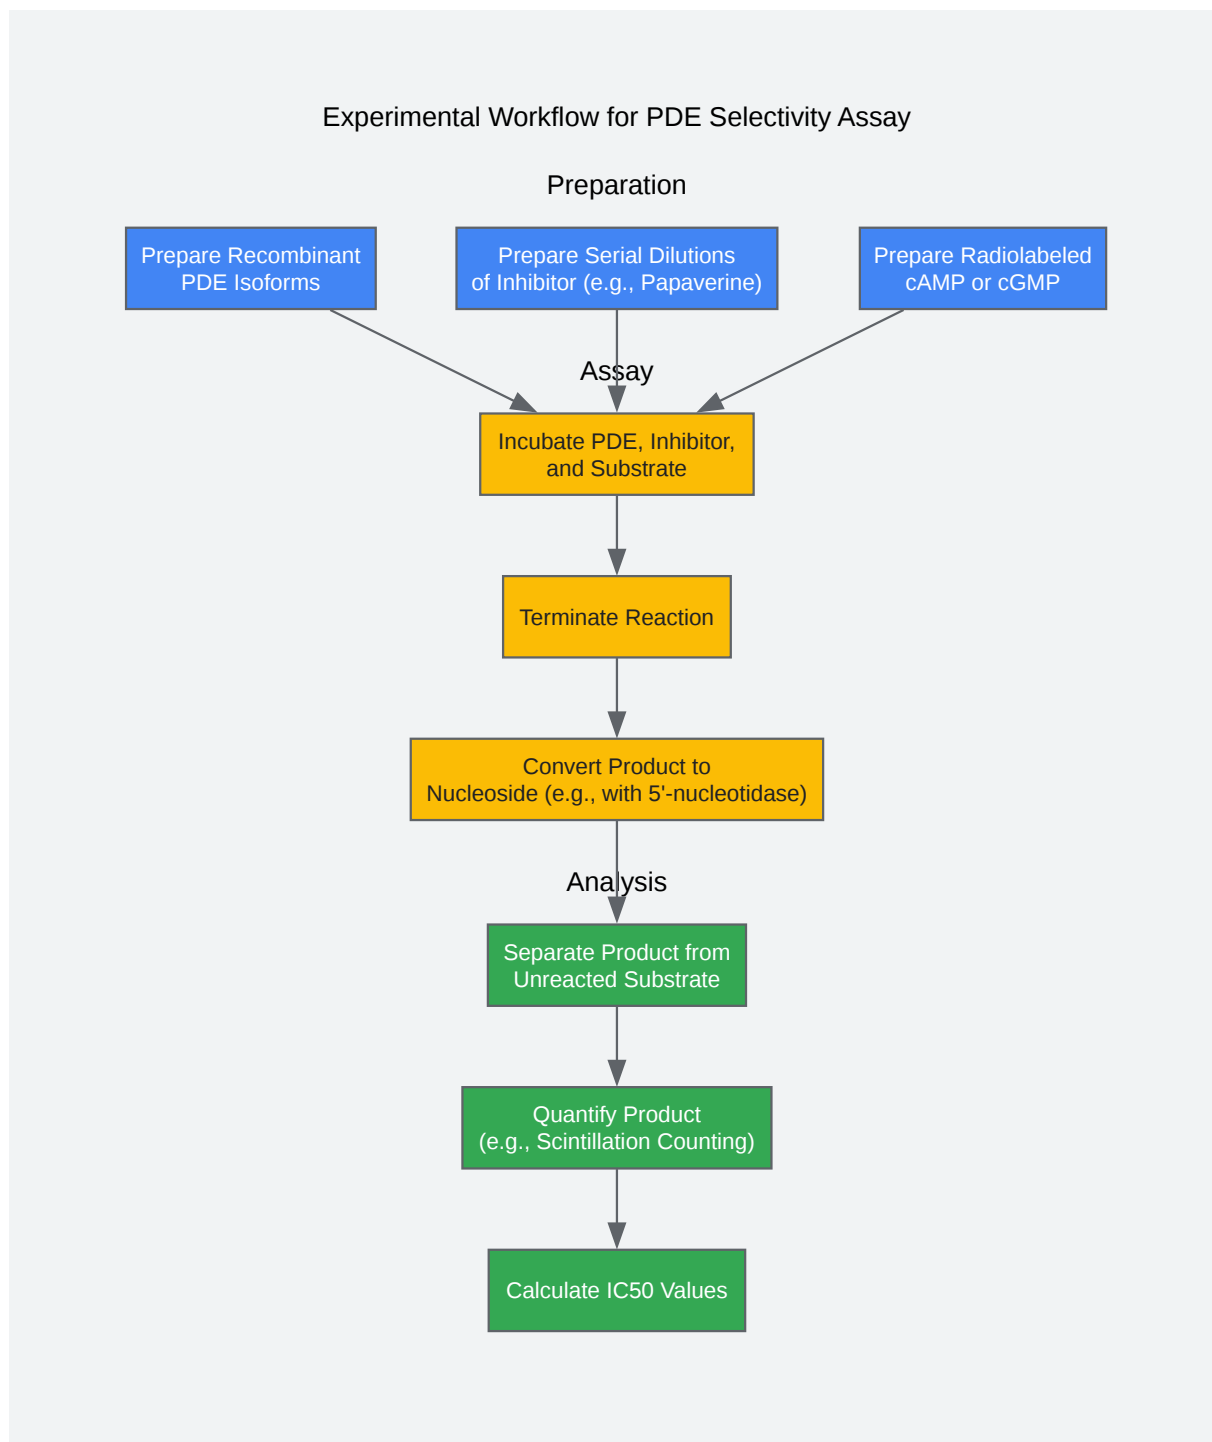 Experimental Workflow for PDE Selectivity Assay
Preparation
Prepare Recombinant
PDE Isoforms
Prepare Serial Dilutions
of Inhibitor (e.g., Papaverine)
Prepare Radiolabeled
cAMP or cGMP
Assay
Incubate PDE, Inhibitor,
and Substrate
Terminate Reaction
Convert Product to
Nucleoside (e.g., with 5'-nucleotidase)
Analysis
Separate Product from
Unreacted Substrate
Quantify Product
(e.g., Scintillation Counting)
Calculate IC50 Values